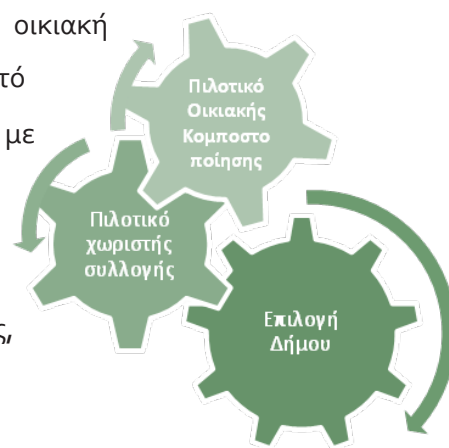 οικιακή
τό
με
ς,
Πιλοτικό
Οικιακής
Κομποστο
ποίησης
Πιλοτικό
χωριστής
συλλογής
Επιλογή
Δήμου